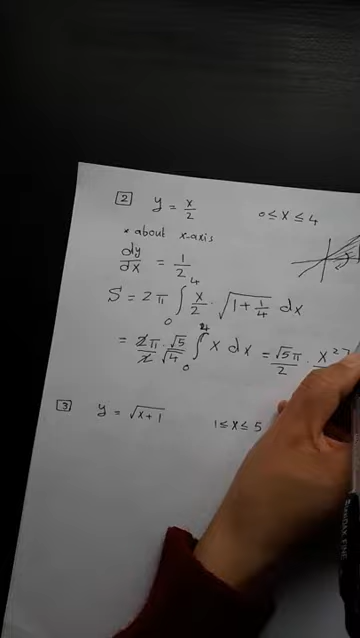 2 y = x/2 0 ≤ x ≤ 4
* about x-axis
dy/dx = 1/2
S = 2π ∫₀⁴ x/2 · √(1 + 1/4) dx
= 2π/2 · √5/√4 ∫₀⁴ x dx = √5π/2 · x²
3 y = √(x+1) 1 ≤ x ≤ 5